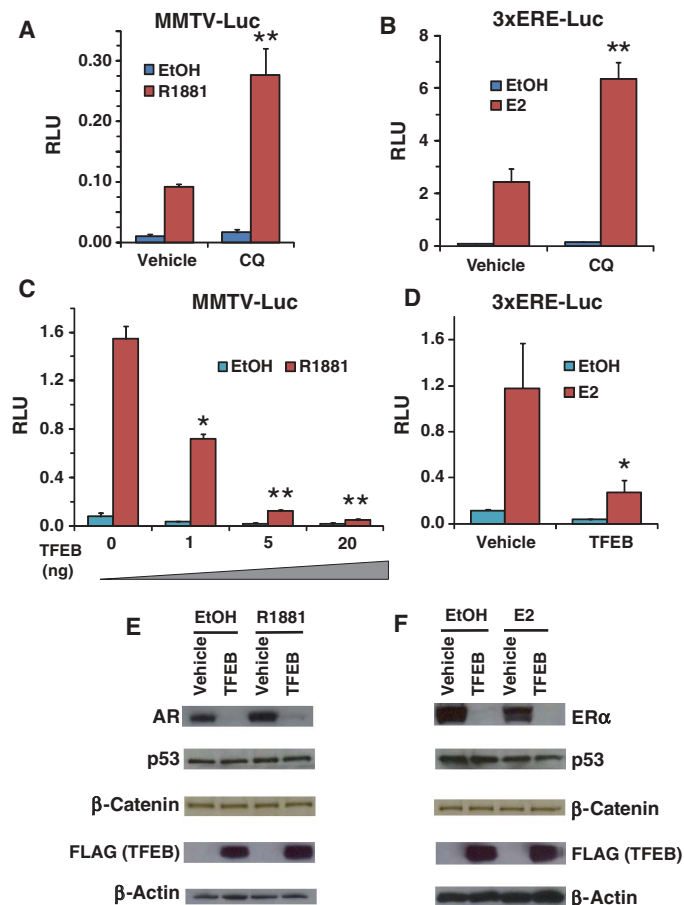 A
MMTV-Luc
0.30
0.20
0.10
0.00
RLU
EtOH
R1881
**
Vehicle
CQ
B
3xERE-Luc
8
6
4
2
0
RLU
EtOH
E2
**
Vehicle
CQ
C
MMTV-Luc
1.6
1.2
0.8
0.4
0.0
RLU
EtOH
R1881
*
**
**
TFEB
(ng)
0
1
5
20
D
3xERE-Luc
1.6
1.2
0.8
0.4
0.0
RLU
EtOH
E2
*
Vehicle
TFEB
E
EtOH
R1881
Vehicle
TFEB
Vehicle
TFEB
AR
p53
β-Catenin
FLAG (TFEB)
β-Actin
F
EtOH
E2
Vehicle
TFEB
Vehicle
TFEB
ERα
p53
β-Catenin
FLAG (TFEB)
β-Actin